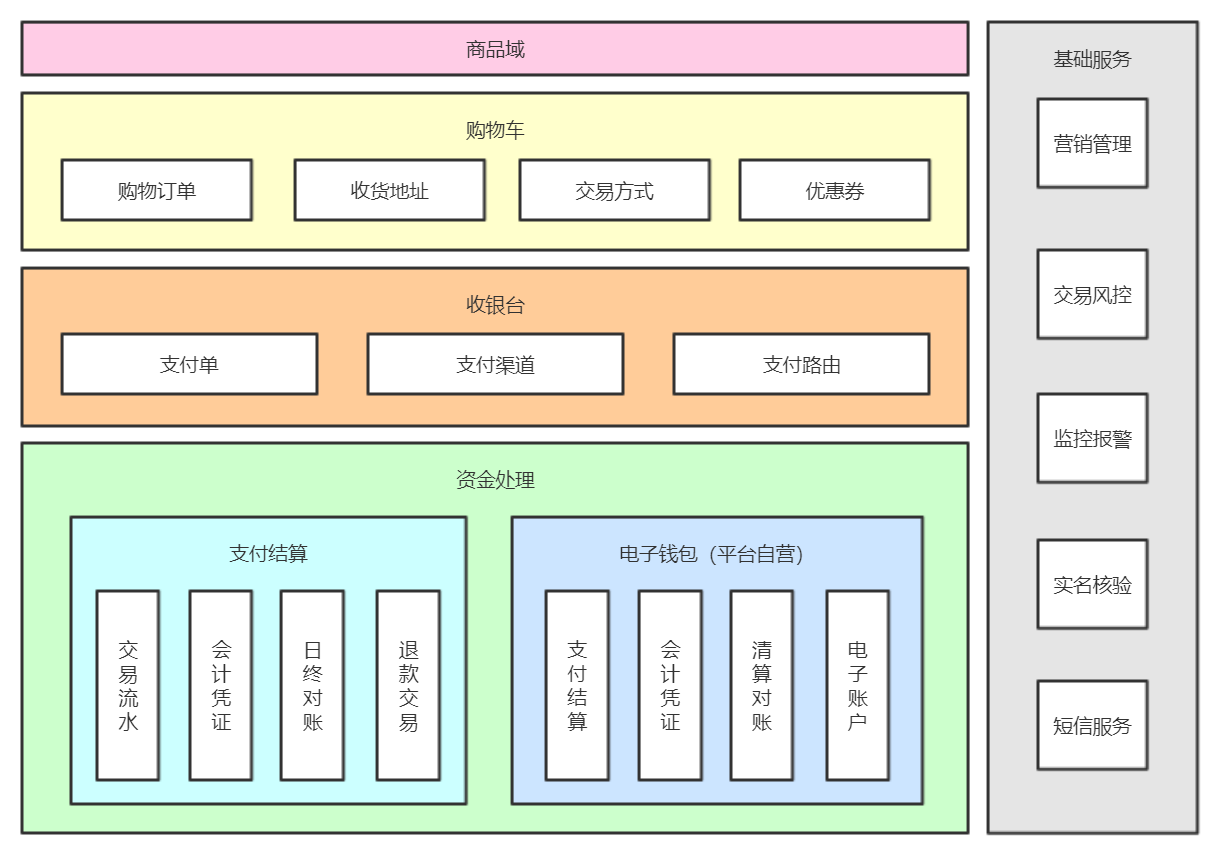 商品域
购物车
购物订单
收货地址
交易方式
优惠券
收银台
支付单
支付渠道
支付路由
资金处理
支付结算
交易流水
会计凭证
日终对账
退款交易
电子钱包（平台自营）
支付结算
会计凭证
清算对账
电子账户
基础服务
营销管理
交易风控
监控报警
实名核验
短信服务